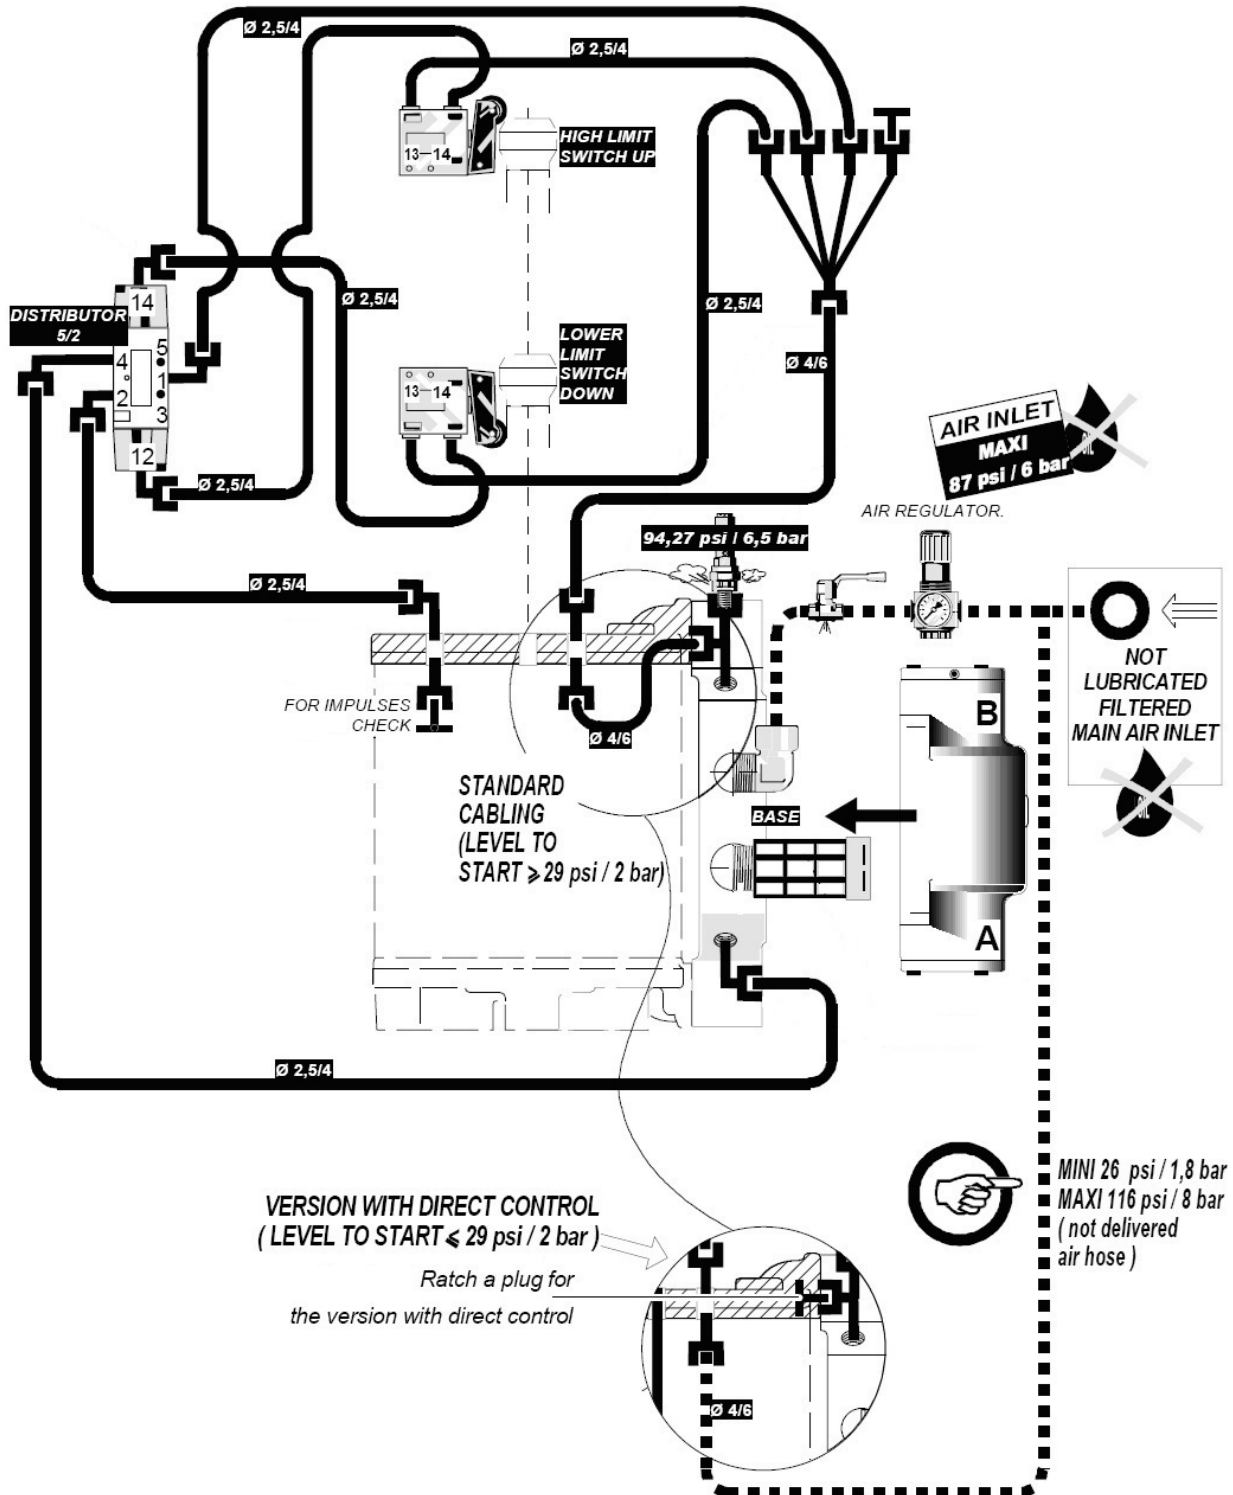 Ø 2,5/4
Ø 2,5/4
13 14
HIGH LIMIT
SWITCH UP
14
DISTRIBUTOR
5/2
Ø 2,5/4
Ø 2,5/4
4
5
1
2
3
12
LOWER
LIMIT
SWITCH
DOWN
13 14
Ø 4/6
Ø 2,5/4
AIR INLET
MAXI
87 psi / 6 bar
OIL
AIR REGULATOR.
94,27 psi / 6,5 bar
Ø 2,5/4
FOR IMPULSES
CHECK
Ø 4/6
NOT
LUBRICATED
FILTERED
MAIN AIR INLET
OIL
B
A
STANDARD
CABLING
(LEVEL TO
START ⩾ 29 psi / 2 bar)
BASE
Ø 2,5/4
MINI 26 psi / 1,8 bar
MAXI 116 psi / 8 bar
( not delivered
air hose )
VERSION WITH DIRECT CONTROL
( LEVEL TO START ⩽ 29 psi / 2 bar )
Ratch a plug for
the version with direct control
Ø 4/6